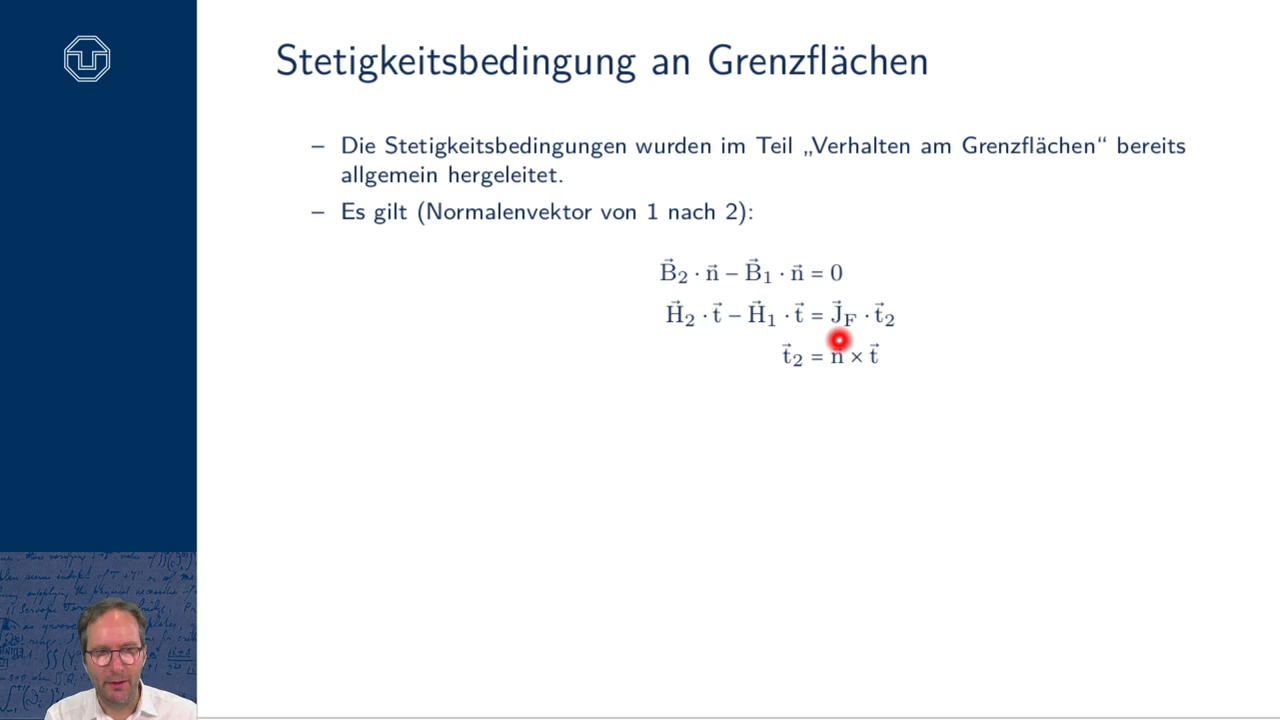 Stetigkeitsbedingung an Grenzflächen
– Die Stetigkeitsbedingungen wurden im Teil „Verhalten am Grenzflächen“ bereits
allgemein hergeleitet.
– Es gilt (Normalenvektor von 1 nach 2):
B⃗₂ · n⃗ – B⃗₁ · n⃗ = 0
H⃗₂ · t⃗ – H⃗₁ · t⃗ = J⃗_F · t⃗₂
t⃗₂ = n⃗ × t⃗